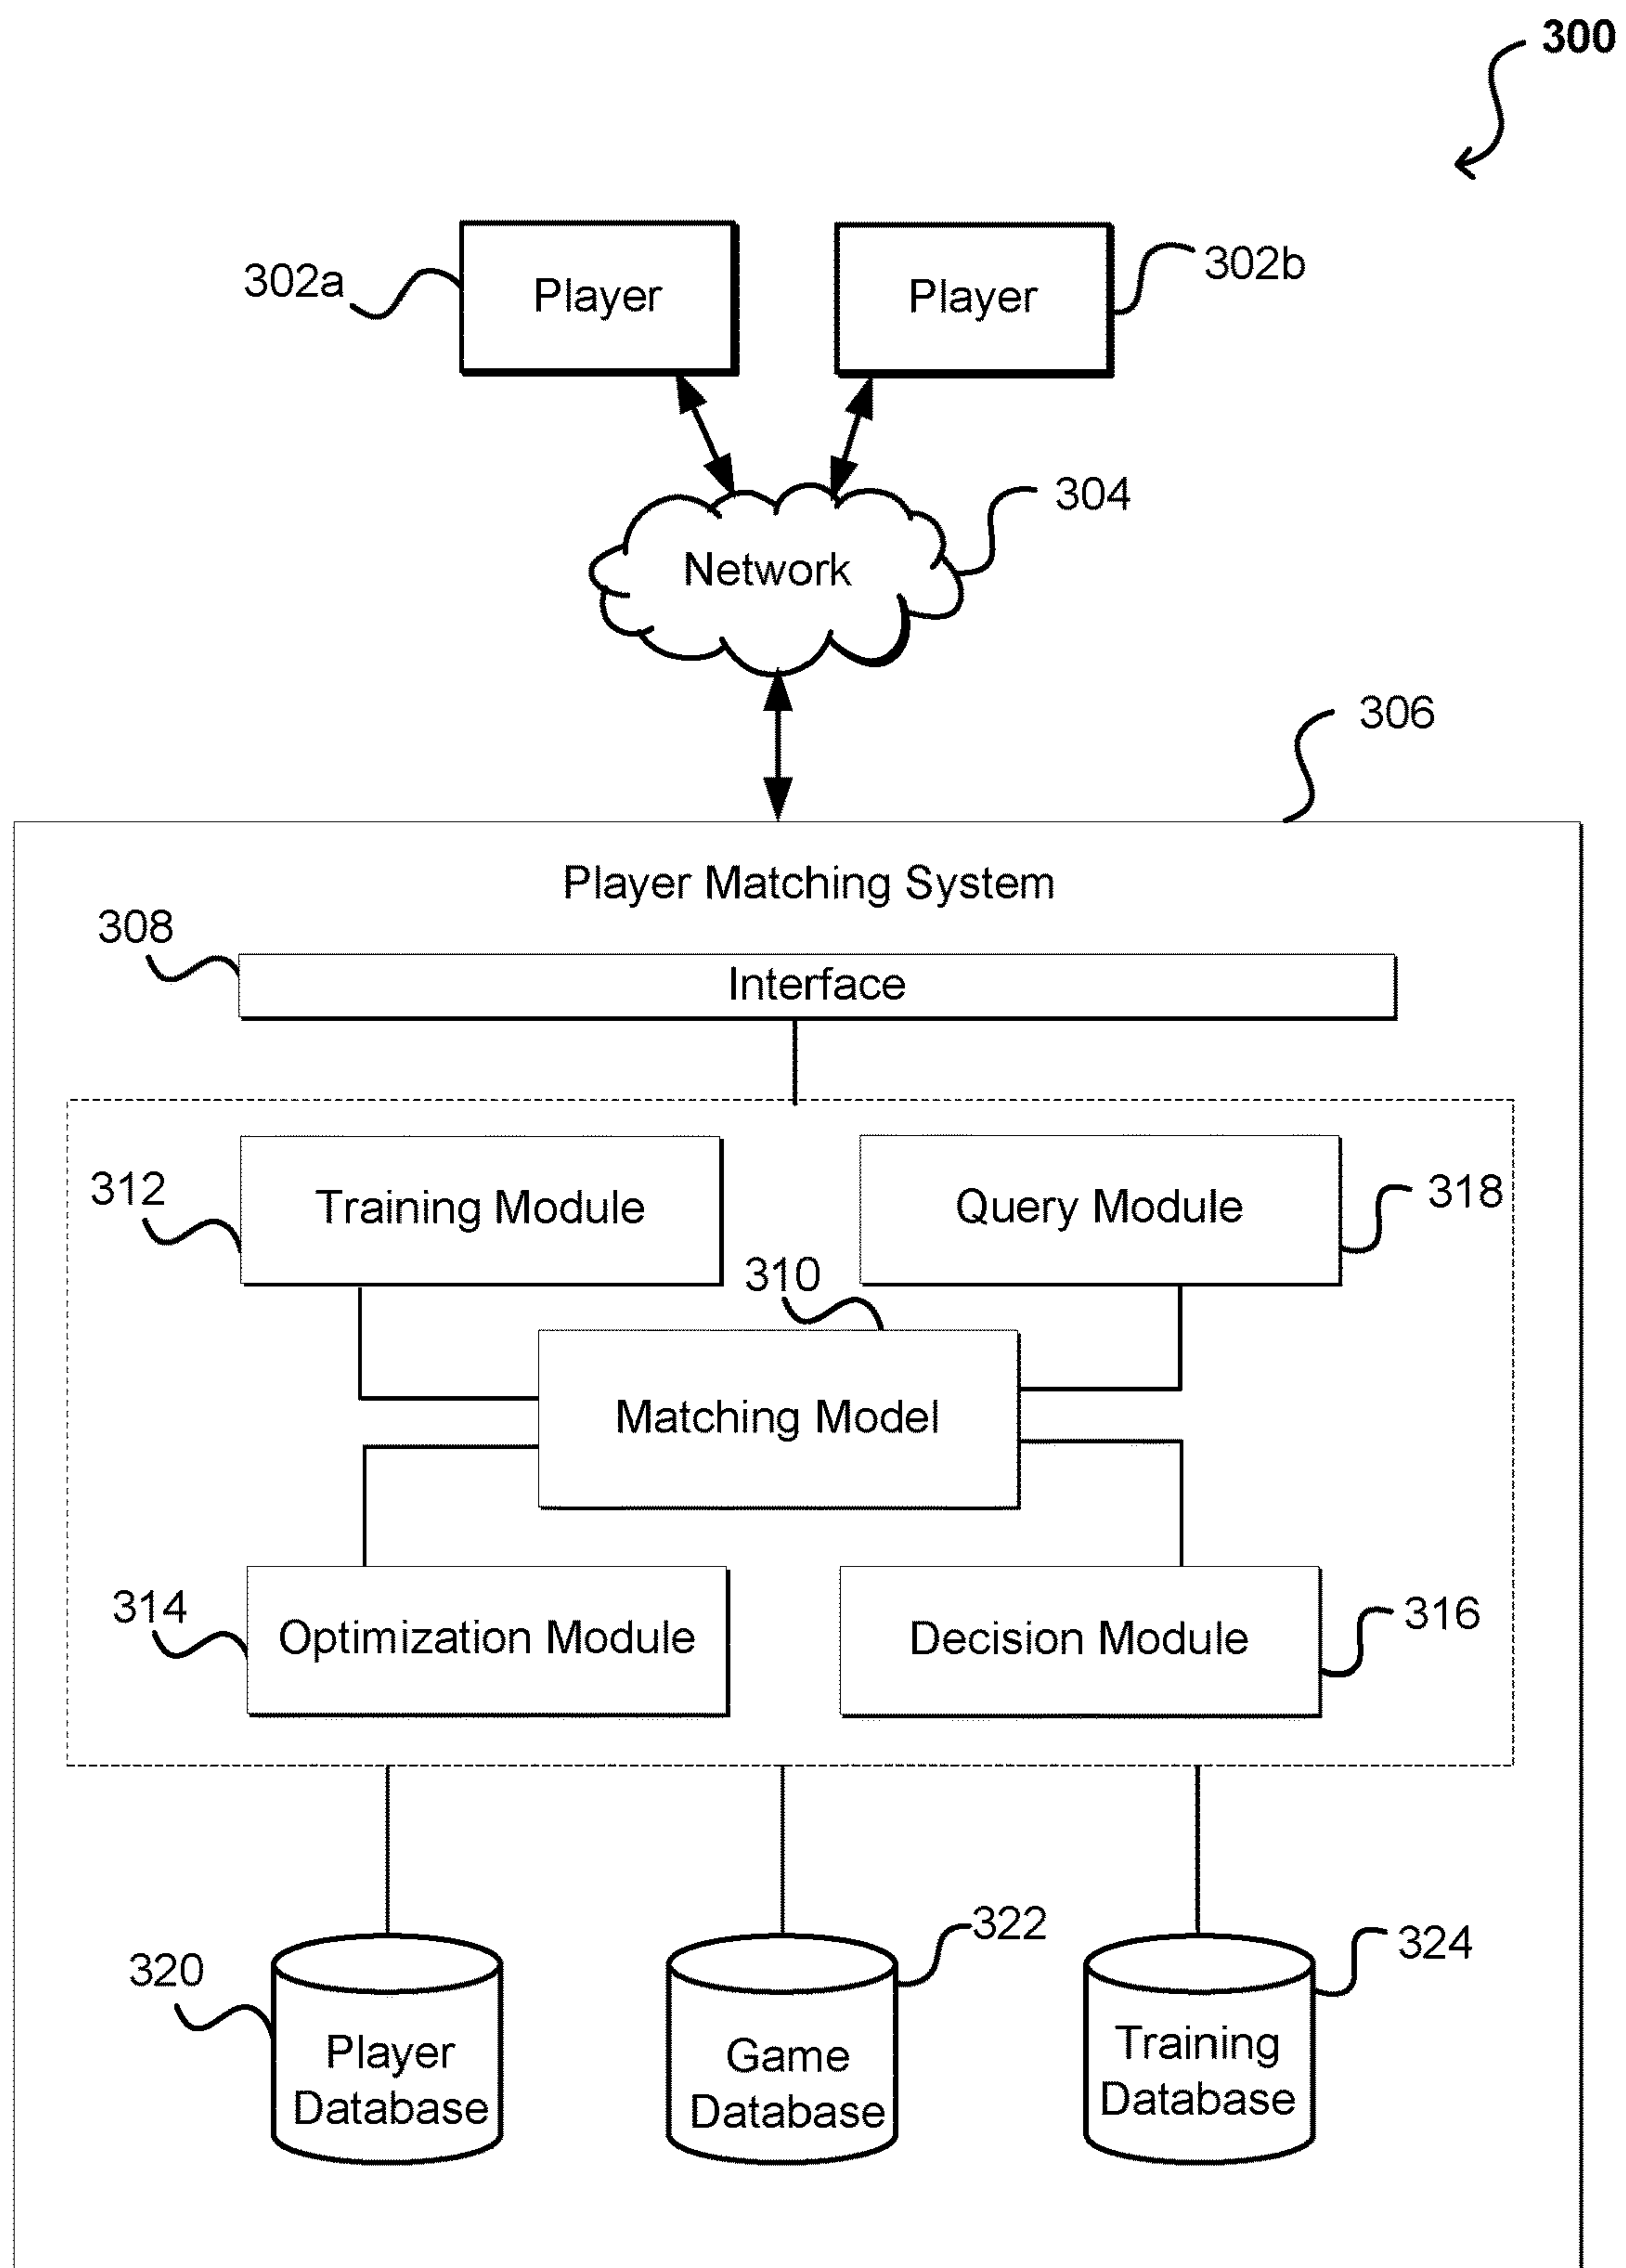 300
302a
Player
Player
302b
304
Network
306
Player Matching System
308
Interface
312
Training Module
Query Module
318
310
Matching Model
314
Optimization Module
Decision Module
316
320
Player
Database
322
Game
Database
324
Training
Database